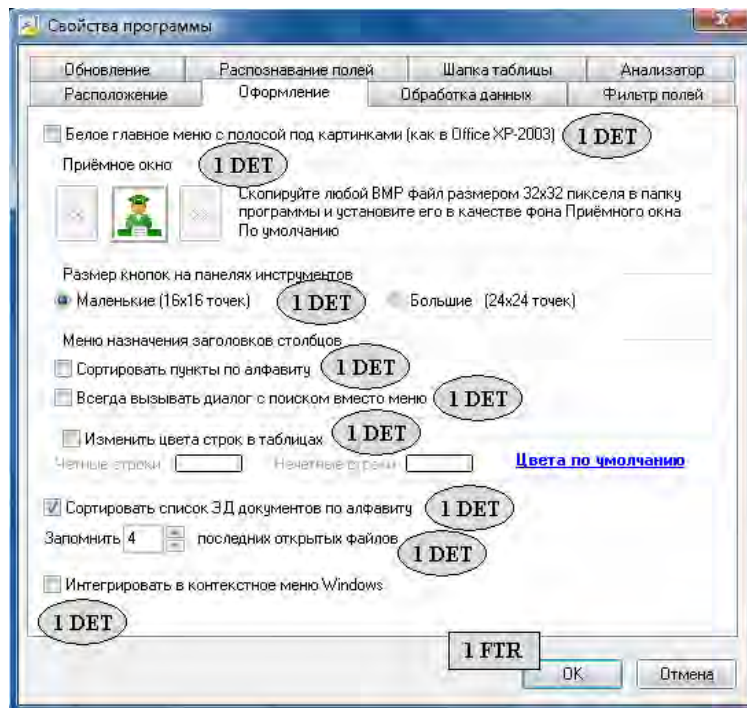 Свойства программы
Обновление Распознавание полей Шапка таблицы Анализатор
Расположение Оформление Обработка данных Фильтр полей
Белое главное меню с полосой под картинками (как в Office XP-2003) 1 DET
Приёмное окно 1 DET
<< >>
Скопируйте любой BMP файл размером 32x32 пикселя в папку
программы и установите его в качестве фона Приёмного окна
По умолчанию
Размер кнопок на панелях инструментов
Маленькие (16x16 точек) 1 DET Большие (24x24 точек)
Меню назначения заголовков столбцов
Сортировать пункты по алфавиту 1 DET
Всегда вызывать диалог с поиском вместо меню 1 DET
Изменить цвета строк в таблицах 1 DET
Четные строки Нечетные строки Цвета по умолчанию
Сортировать список ЭД документов по алфавиту 1 DET
Запомнить 4 последних открытых файлов 1 DET
Интегрировать в контекстное меню Windows
1 DET
1 FTR
OK Отмена